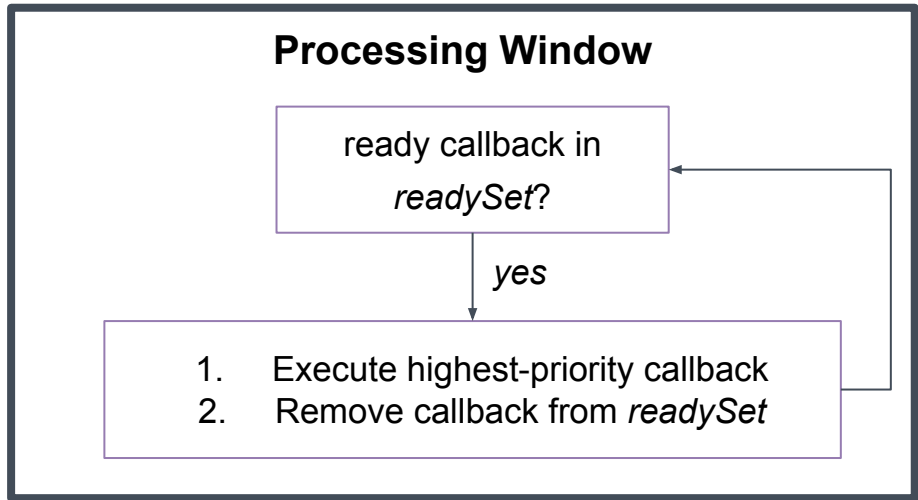 Processing Window
ready callback in
readySet?
yes
1. Execute highest-priority callback
2. Remove callback from readySet